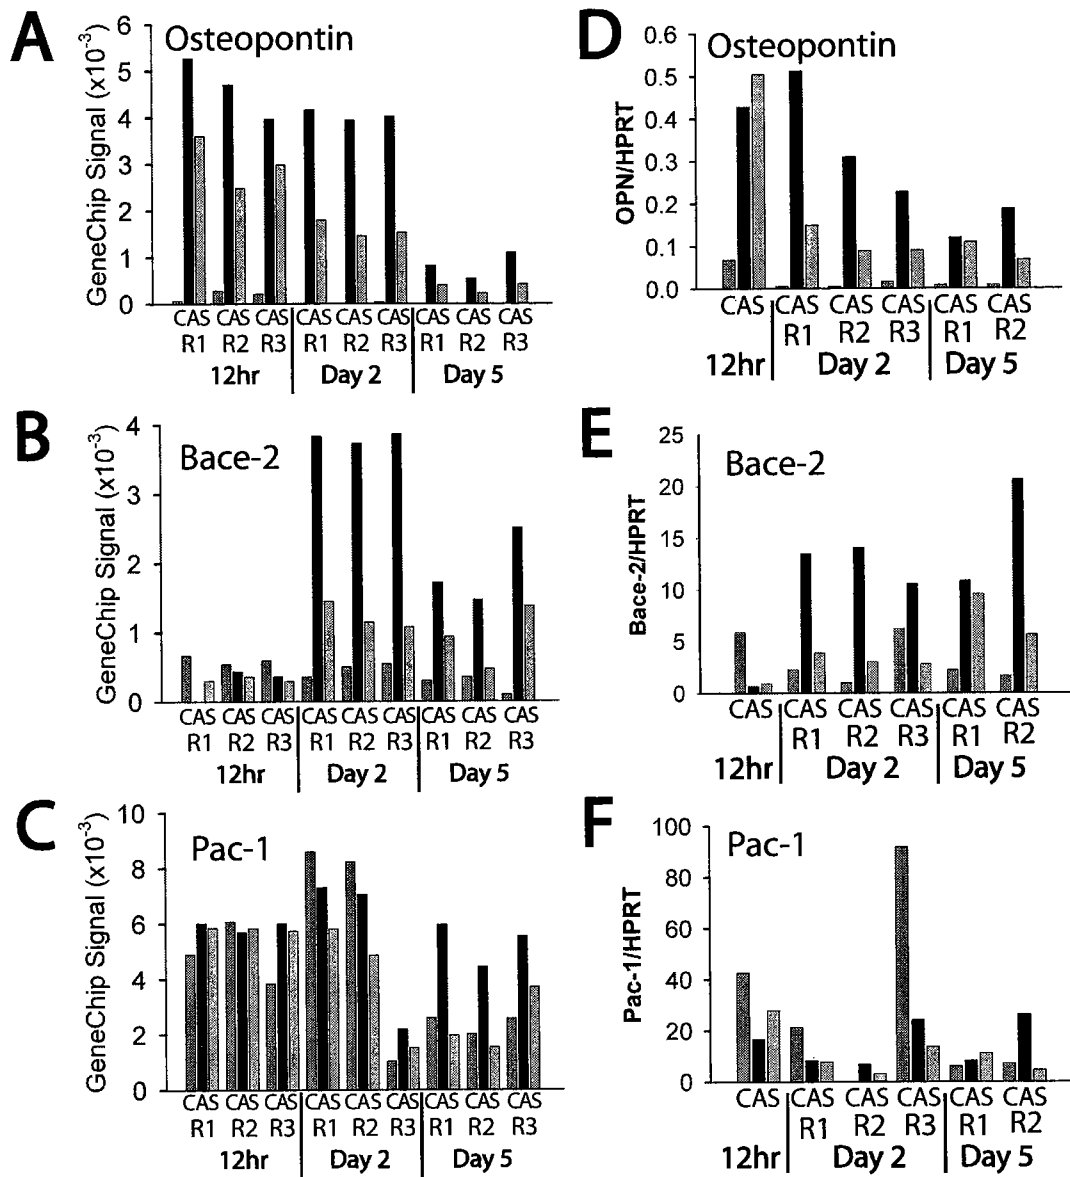 A
Osteopontin
GeneChip Signal (x10⁻³)
6
5
4
3
2
1
0
CAS CAS CAS CAS CAS CAS CAS CAS CAS
R1 R2 R3 R1 R2 R3 R1 R2 R3
12hr Day 2 Day 5
D
Osteopontin
OPN/HPRT
0.6
0.5
0.4
0.3
0.2
0.1
0.0
CAS CAS CAS CAS CAS CAS
R1 R2 R3 R1 R2
12hr Day 2 Day 5
B
Bace-2
GeneChip Signal (x10⁻³)
4
3
2
1
0
CAS CAS CAS CAS CAS CAS CAS CAS CAS
R1 R2 R3 R1 R2 R3 R1 R2 R3
12hr Day 2 Day 5
E
Bace-2
Bace-2/HPRT
25
20
15
10
5
0
CAS CAS CAS CAS CAS CAS
R1 R2 R3 R1 R2
12hr Day 2 Day 5
C
Pac-1
GeneChip Signal (x10⁻³)
10
8
6
4
2
0
CAS CAS CAS CAS CAS CAS CAS CAS CAS
R1 R2 R3 R1 R2 R3 R1 R2 R3
12hr Day 2 Day 5
F
Pac-1
Pac-1/HPRT
100
80
60
40
20
0
CAS CAS CAS CAS CAS CAS
R1 R2 R3 R1 R2
12hr Day 2 Day 5